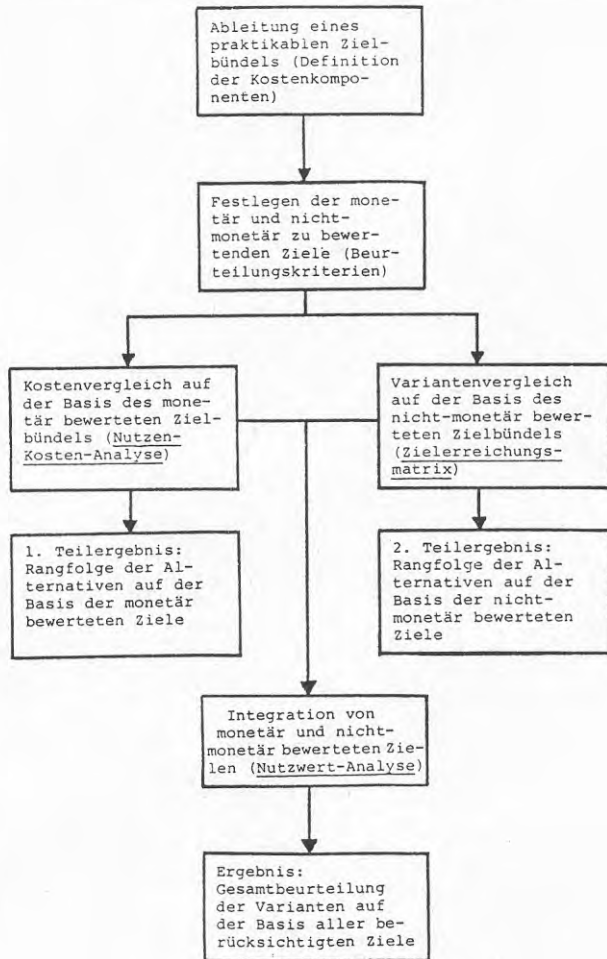 Ableitung eines
praktikablen Ziel-
bündels (Definition
der Kostenkompo-
nenten)
Festlegen der mone-
tär und nicht-
monetär zu bewer-
tenden Ziele (Beur-
teilungskriterien)
Kostenvergleich auf
der Basis des mone-
tär bewerteten Ziel-
bündels (Nutzen-
Kosten-Analyse)
Variantenvergleich
auf der Basis des
nicht-monetär bewer-
teten Zielbündels
(Zielerreichungs-
matrix)
1. Teilergebnis:
Rangfolge der Al-
ternativen auf der
Basis der monetär
bewerteten Ziele
2. Teilergebnis:
Rangfolge der Al-
ternativen auf der
Basis der nicht-
monetär bewerteten
Ziele
Integration von
monetär und nicht-
monetär bewerteten Zie-
len (Nutzwert-Analyse)
Ergebnis:
Gesamtbeurteilung
der Varianten auf
der Basis aller be-
rücksichtigten Ziele